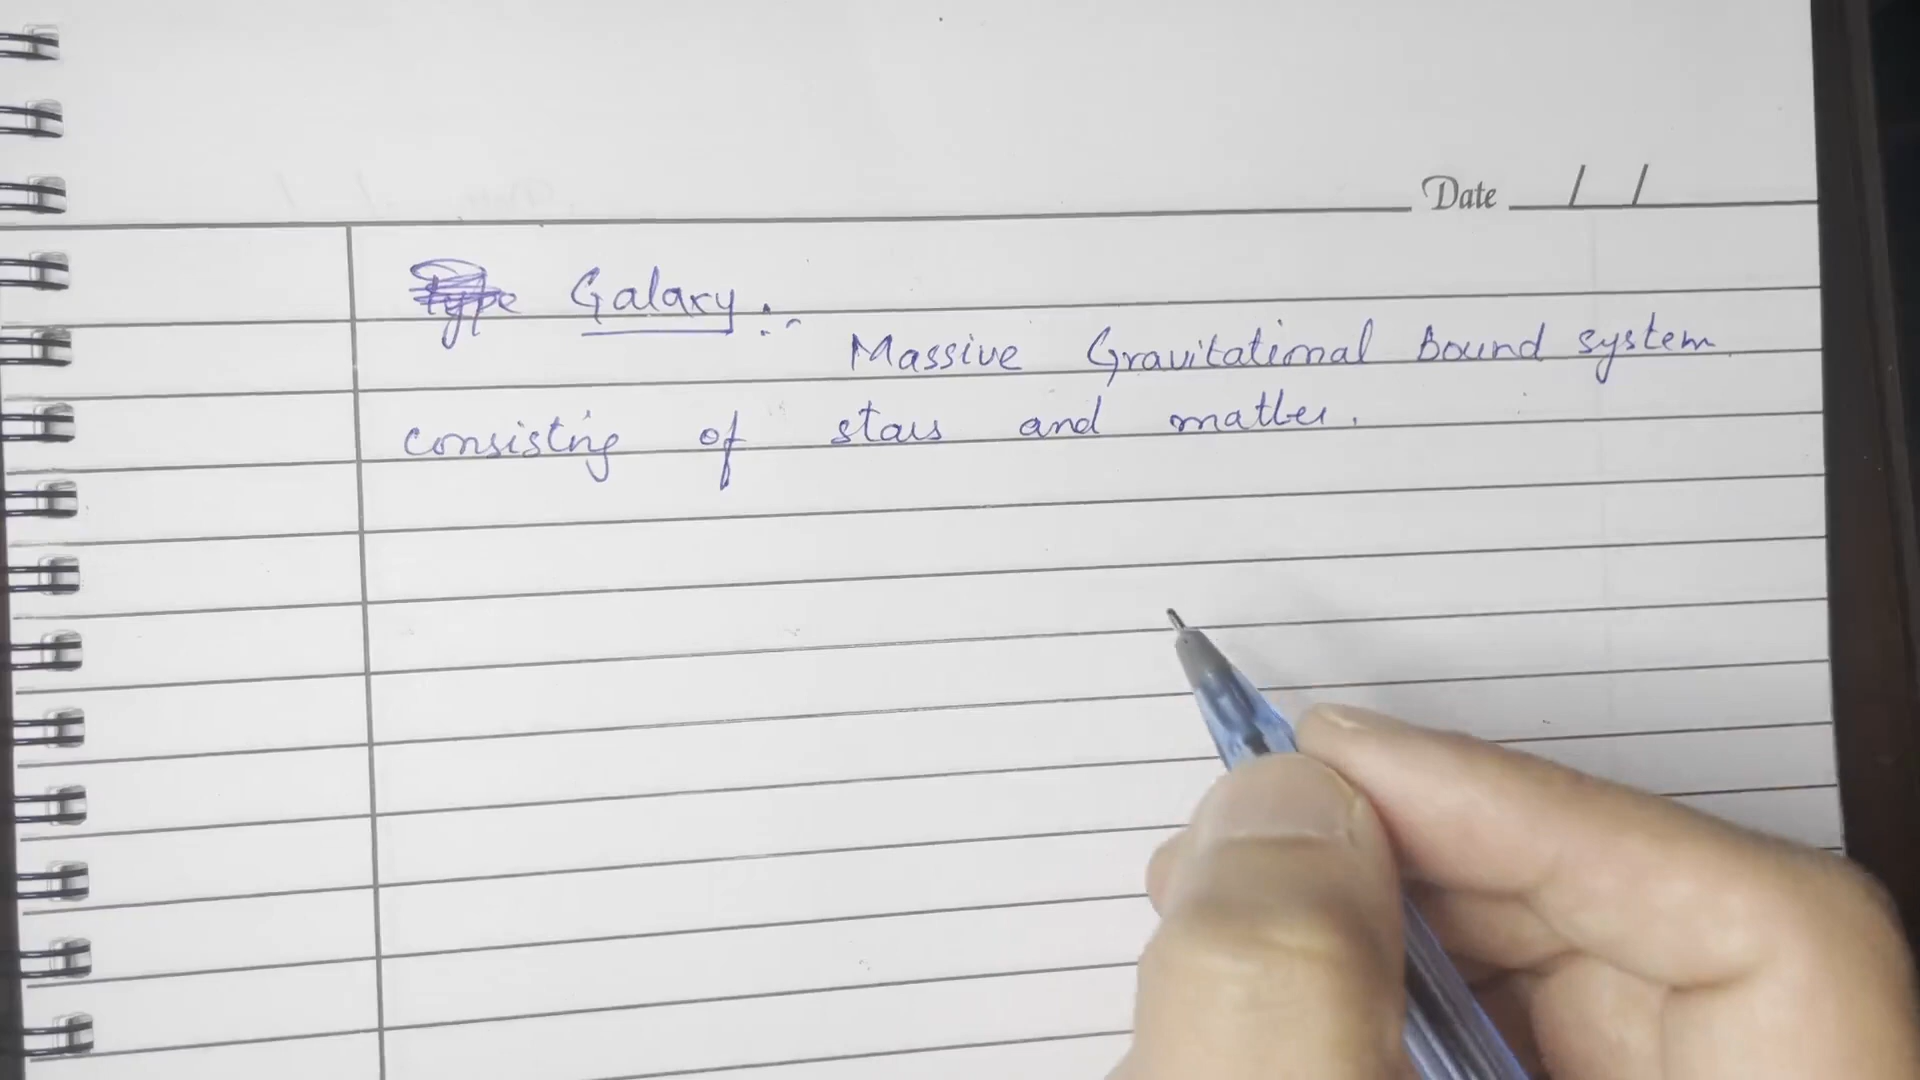 Date / /
Type Galaxy :-
Massive Gravitational bound system
consisting of stars and matter.